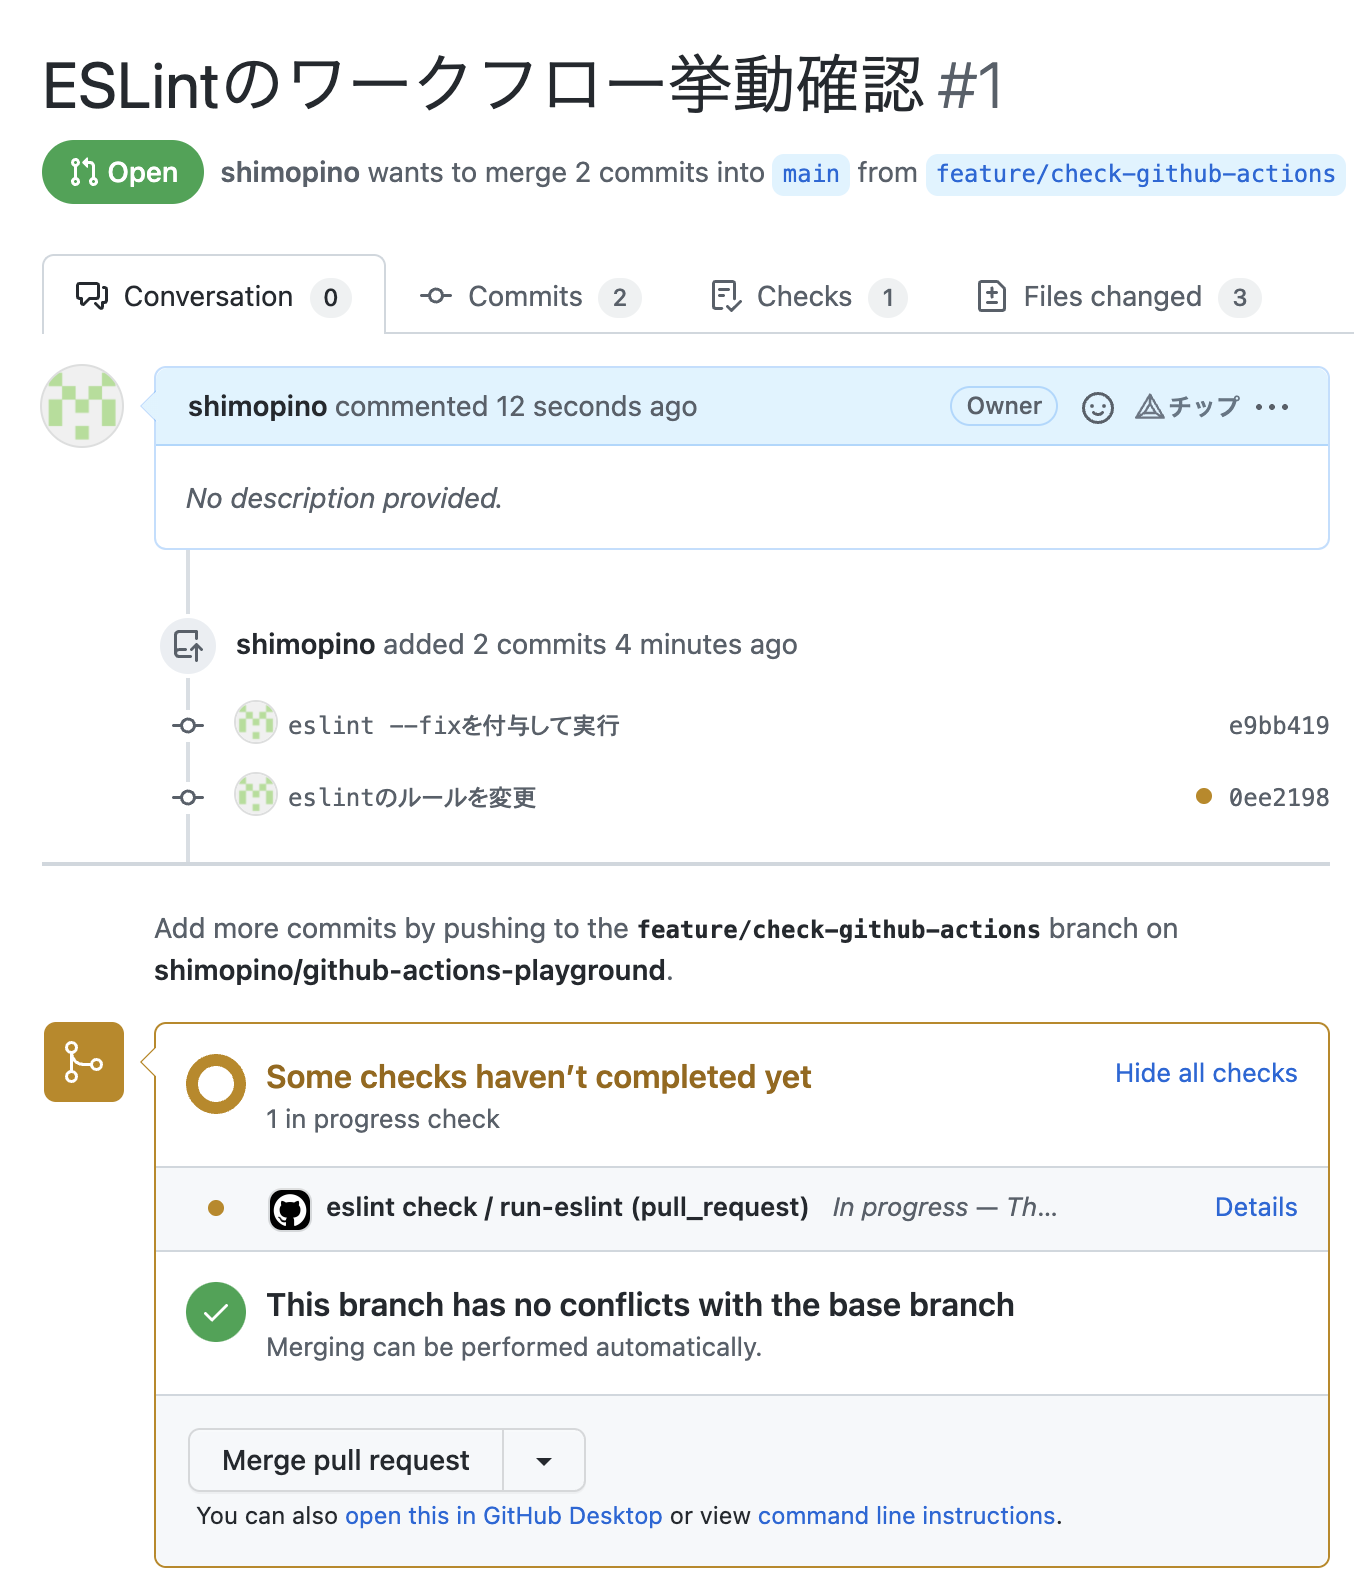 ESLintのワークフロー挙動確認 #1
Open shimopino wants to merge 2 commits into main from feature/check-github-actions
Conversation 0 Commits 2 Checks 1 Files changed 3
shimopino commented 12 seconds ago Owner チップ
No description provided.
shimopino added 2 commits 4 minutes ago
eslint --fixを付与して実行 e9bb419
eslintのルールを変更 0ee2198
Add more commits by pushing to the feature/check-github-actions branch on
shimopino/github-actions-playground.
Some checks haven't completed yet Hide all checks
1 in progress check
eslint check / run-eslint (pull_request) In progress — Th... Details
This branch has no conflicts with the base branch
Merging can be performed automatically.
Merge pull request
You can also open this in GitHub Desktop or view command line instructions.